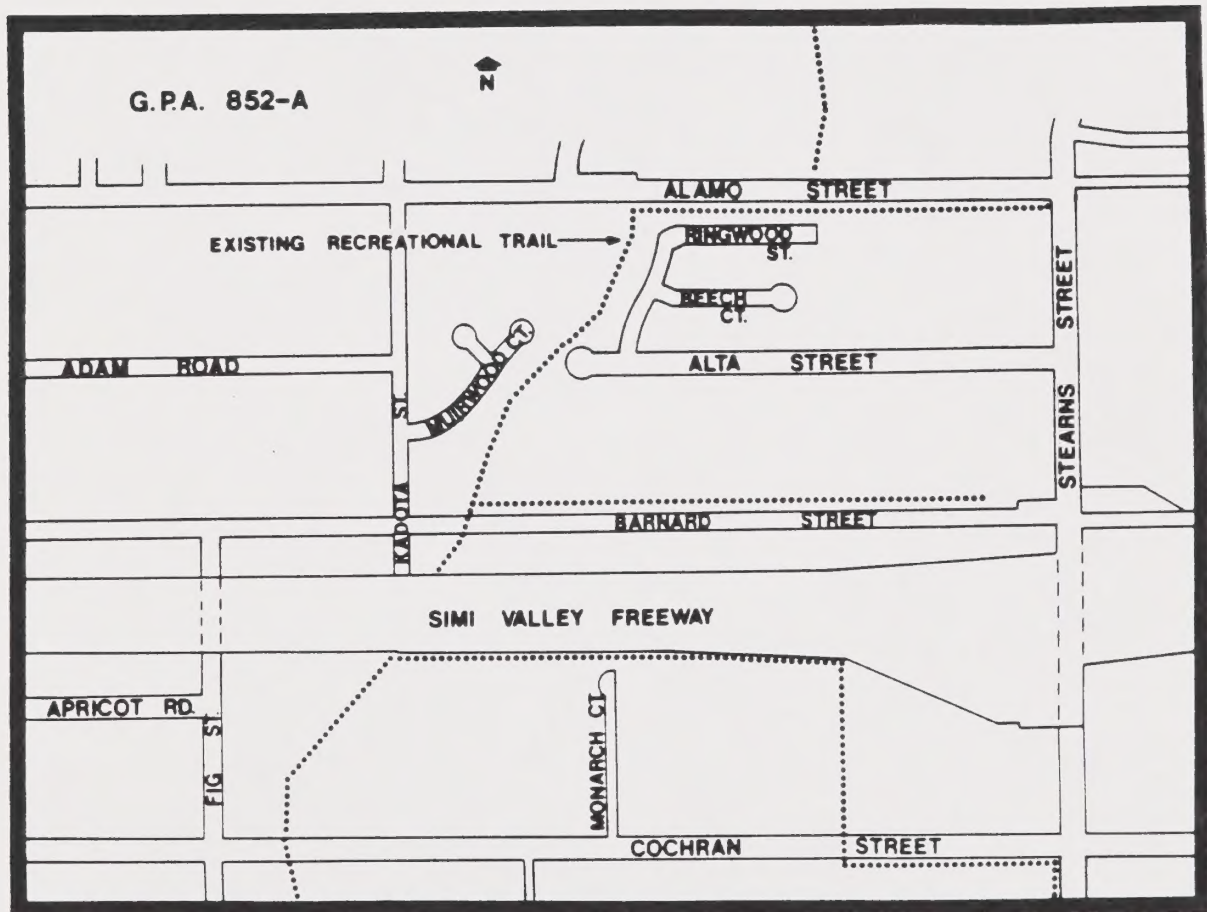 G.P.A. 852-A
N
ALAMO STREET
EXISTING RECREATIONAL TRAIL
RINGWOOD
ST.
BEECH
CT.
STEARNS STREET
ADAM ROAD
MUIRWOOD CT.
ALTA STREET
KADOTA ST.
BARNARD STREET
SIMI VALLEY FREEWAY
APRICOT RD.
FIG ST.
MONARCH CT.
COCHRAN STREET